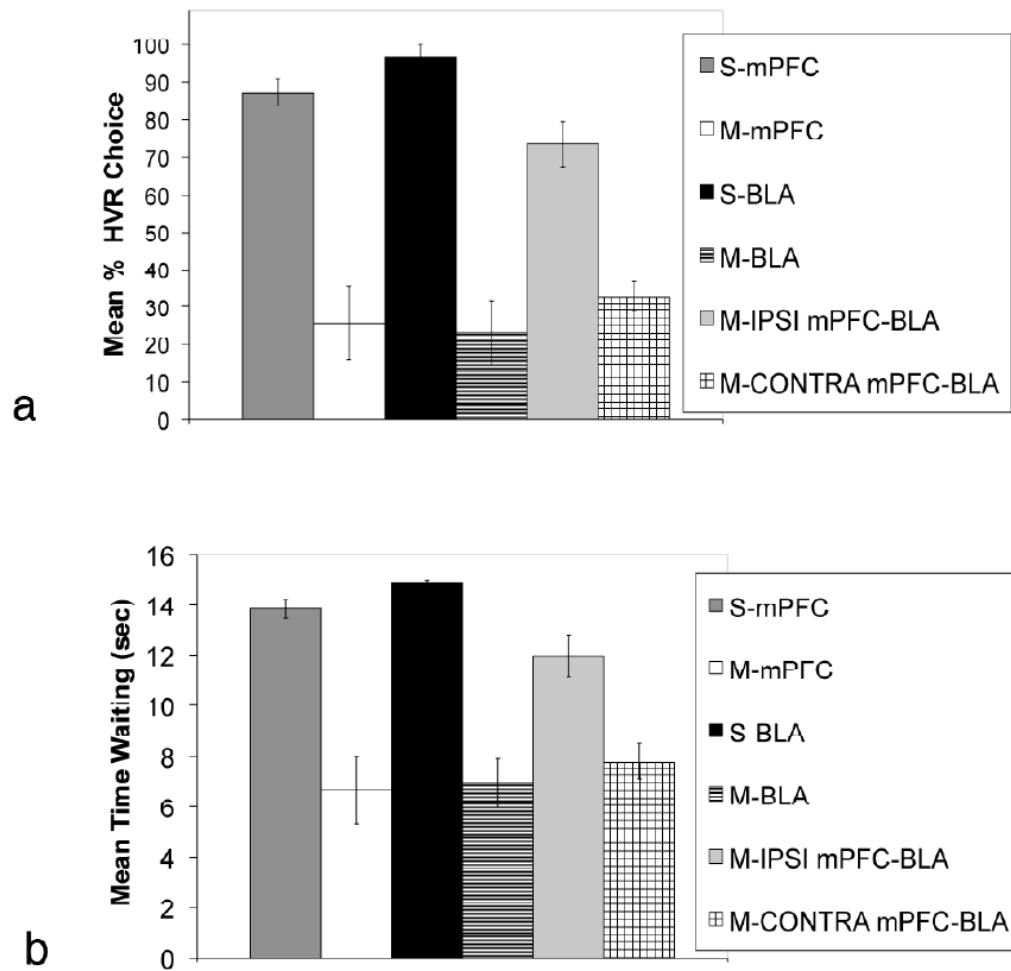 Mean % HVR Choice
100
90
80
70
60
50
40
30
20
10
0
S-mPFC
M-mPFC
S-BLA
M-BLA
M-IPSI mPFC-BLA
M-CONTRA mPFC-BLA
a
Mean Time Waiting (sec)
16
14
12
10
8
6
4
2
0
S-mPFC
M-mPFC
S BLA
M-BLA
M-IPSI mPFC-BLA
M-CONTRA mPFC-BLA
b